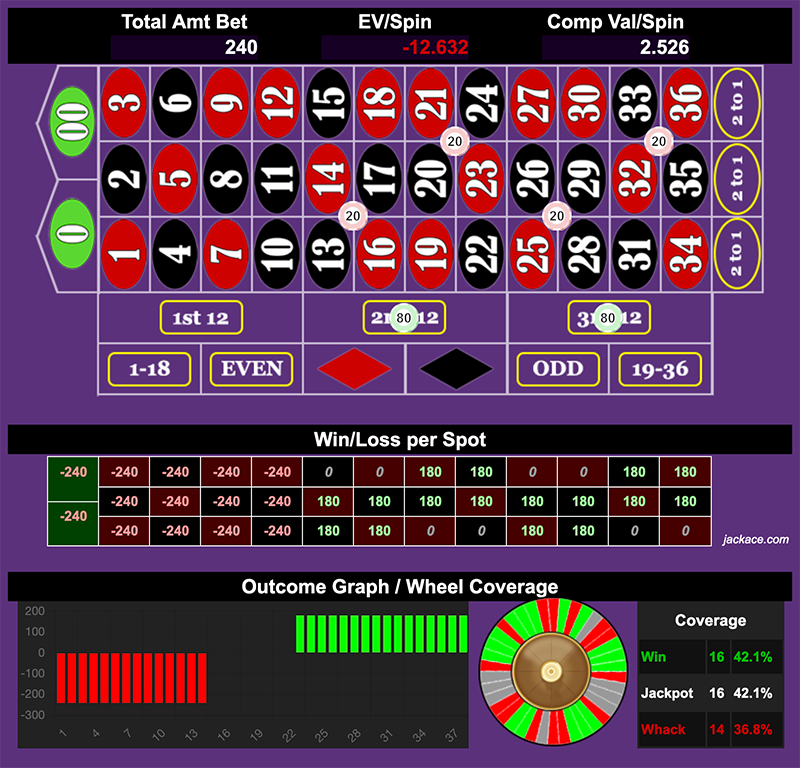 Total Amt Bet EV/Spin Comp Val/Spin
240 -12.632 2.526
00 3 6 9 12 15 18 21 24 27 30 33 36 2 to 1
20 20
2 5 8 11 14 17 20 23 26 29 32 35 2 to 1
20 20
0 1 4 7 10 13 16 19 22 25 28 31 34 2 to 1
1st 12 2 80 12 3 80 12
1-18 EVEN ODD 19-36
Win/Loss per Spot
-240 -240 -240 -240 -240 0 0 180 180 0 0 180 180
-240 -240 -240 -240 180 180 180 180 180 180 180 180
-240 -240 -240 -240 -240 180 180 0 0 180 180 0 0
jackace.com
Outcome Graph / Wheel Coverage
200
100
0
-100
-200
-300
1 4 7 10 13 16 19 22 25 28 31 34 37
Coverage
Win 16 42.1%
Jackpot 16 42.1%
Whack 14 36.8%